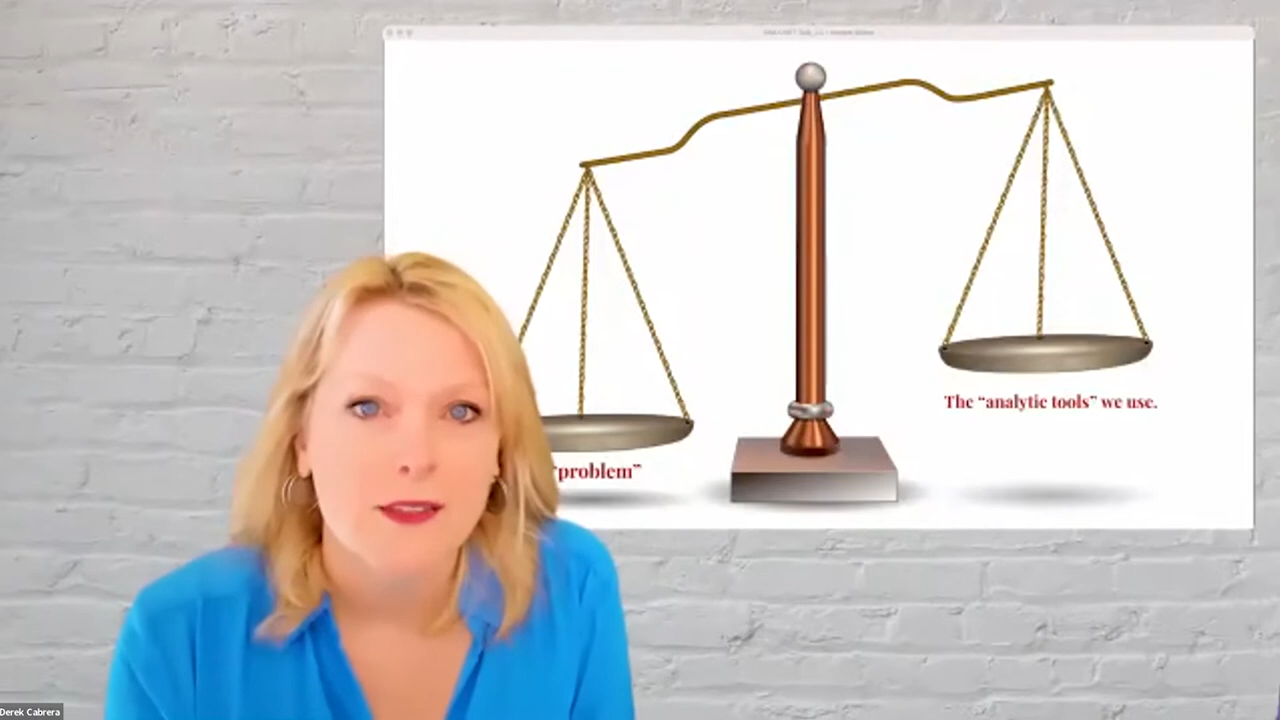 The “analytic tools” we use.
“problem”
Derek Cabrera